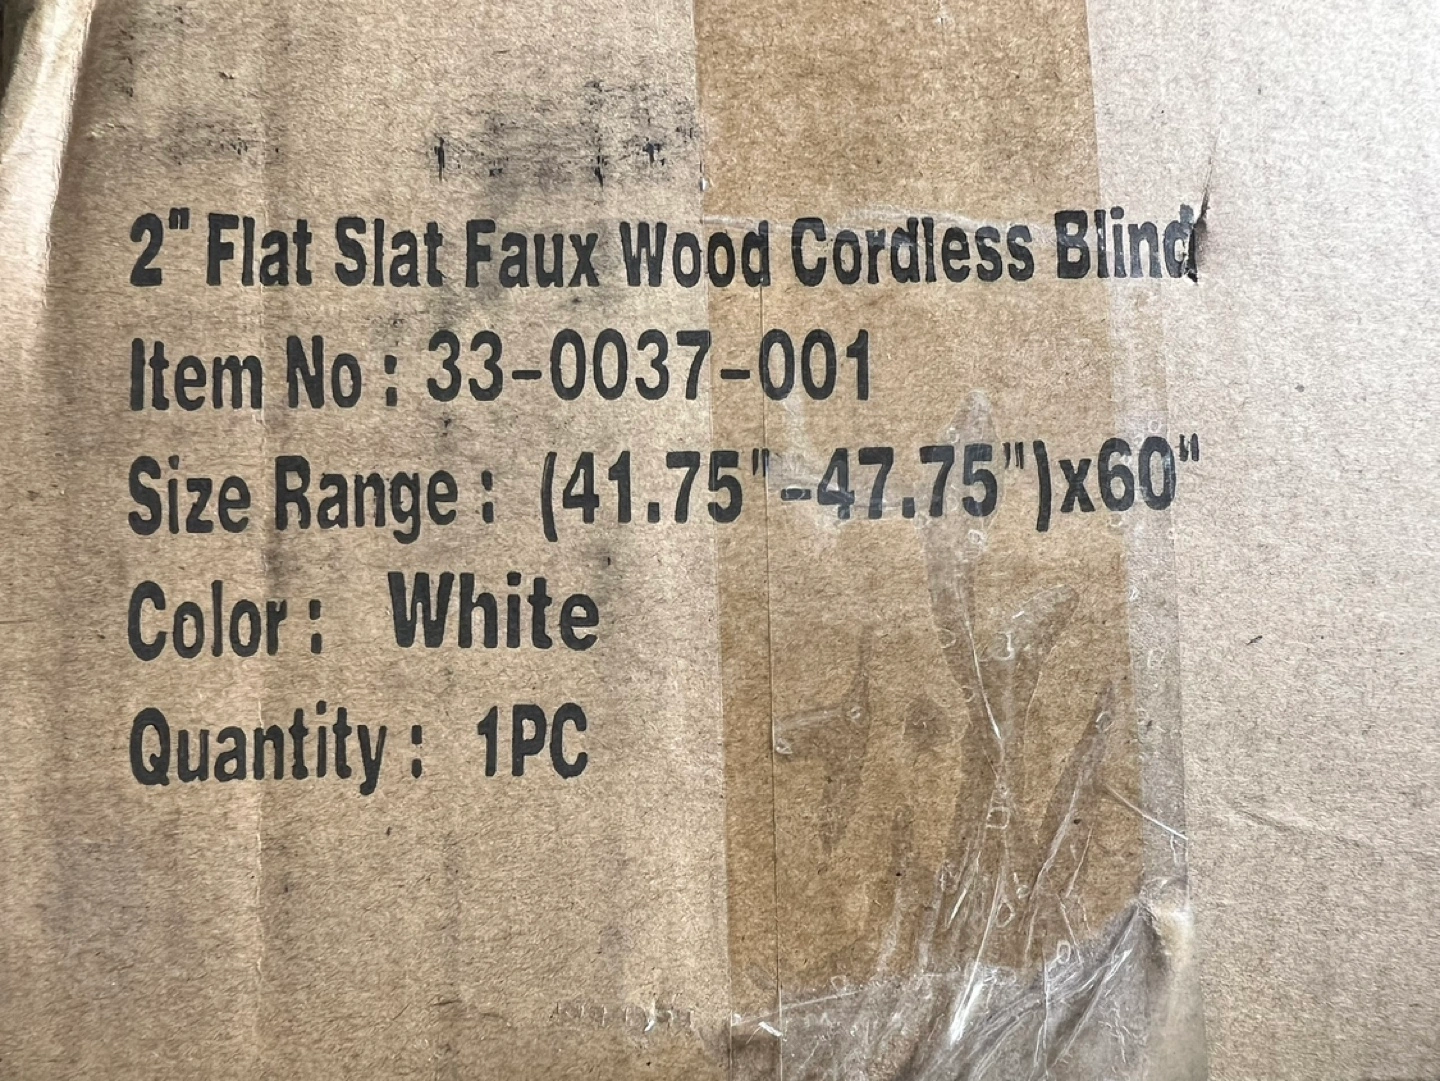 2" Flat Slat Faux Wood Cordless Blind
Item No : 33-0037-001
Size Range : (41.75"-47.75")x60"
Color : White
Quantity : 1PC